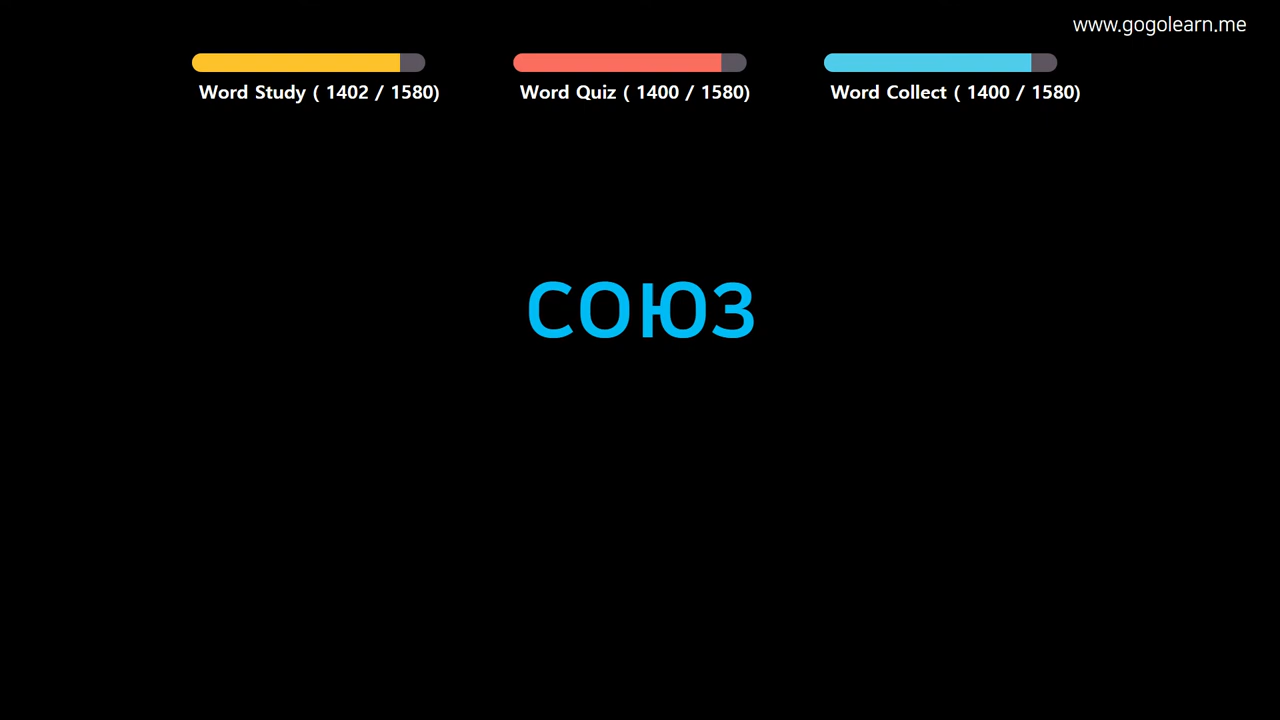 www.gogolearn.me
Word Study ( 1402 / 1580)
Word Quiz ( 1400 / 1580)
Word Collect ( 1400 / 1580)
союз